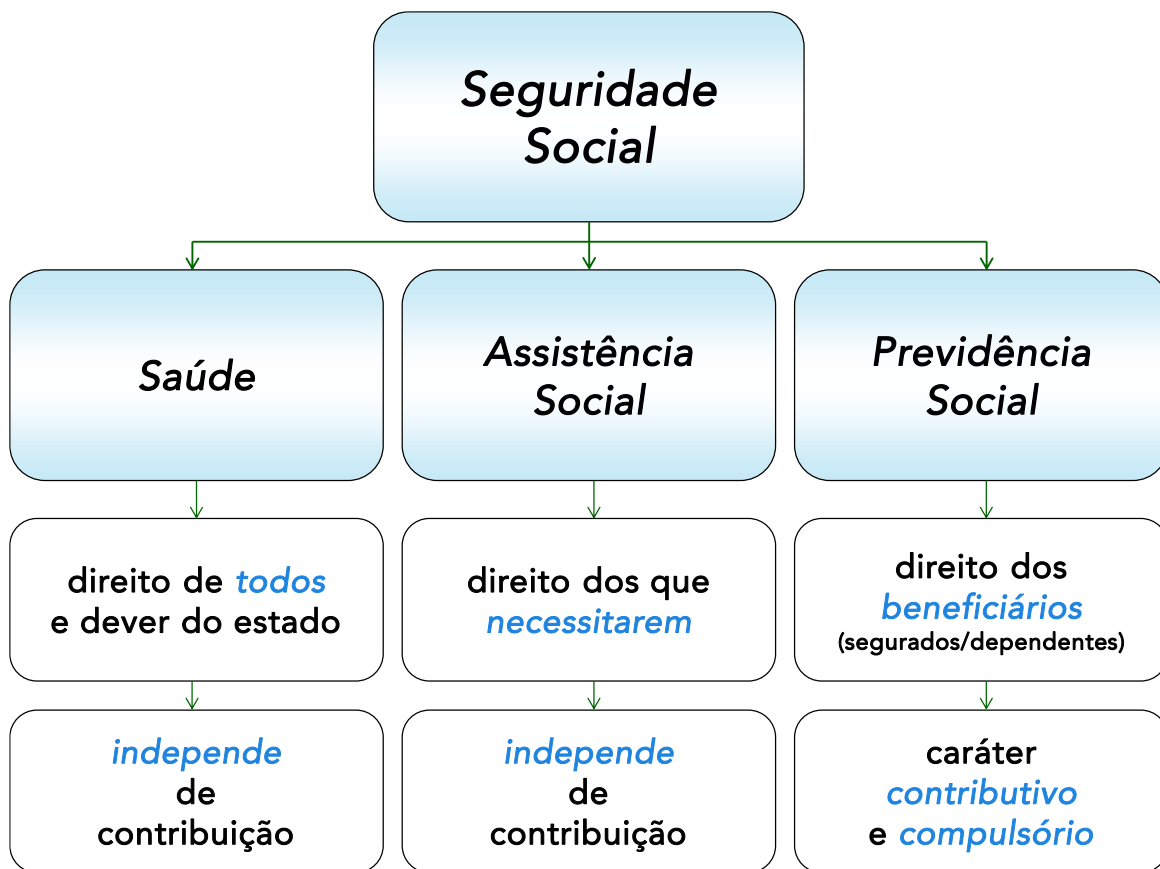 Seguridade
Social
Saúde
Assistência
Social
Previdência
Social
direito de todos
e dever do estado
direito dos que
necessitarem
direito dos
beneficiários
(segurados/dependentes)
independe
de
contribuição
independe
de
contribuição
caráter
contributivo
e compulsório